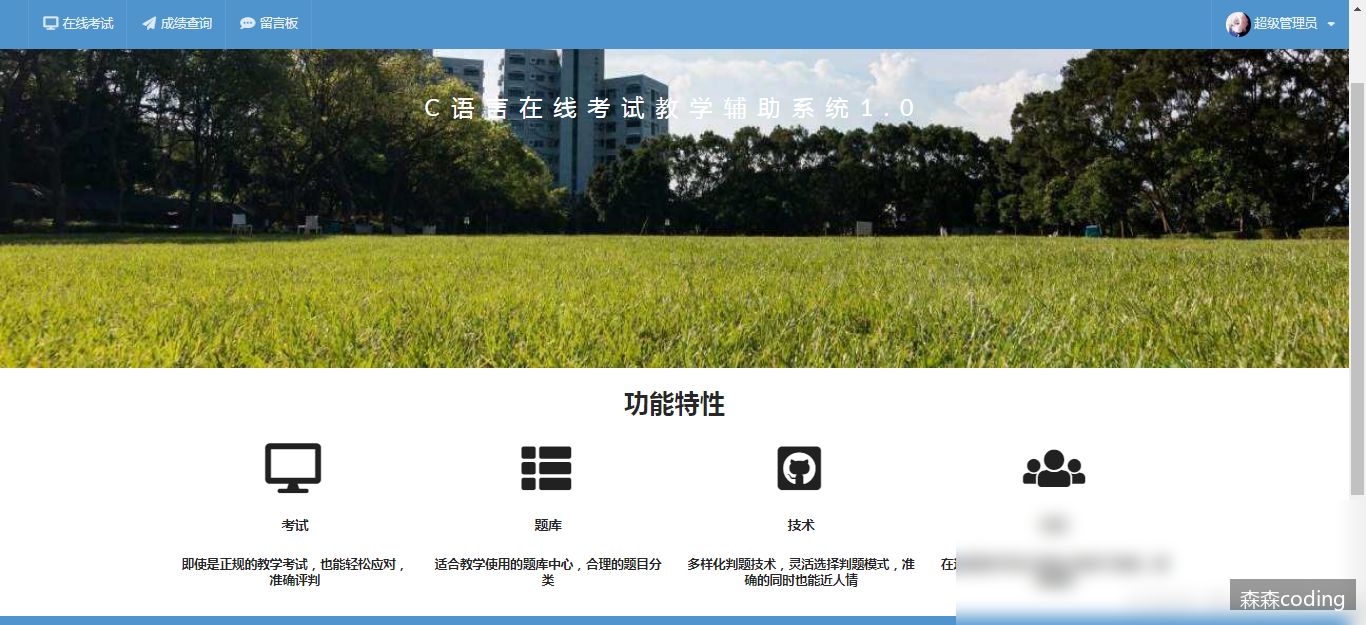 在线考试
成绩查询
留言板
超级管理员
C语言在线考试教学辅助系统1.0
功能特性
考试
题库
技术
即使是正规的教学考试，也能轻松应对，
准确评判
适合教学使用的题库中心，合理的题目分
类
多样化判题技术，灵活选择判题模式，准
确的同时也能近人情
在
森森coding